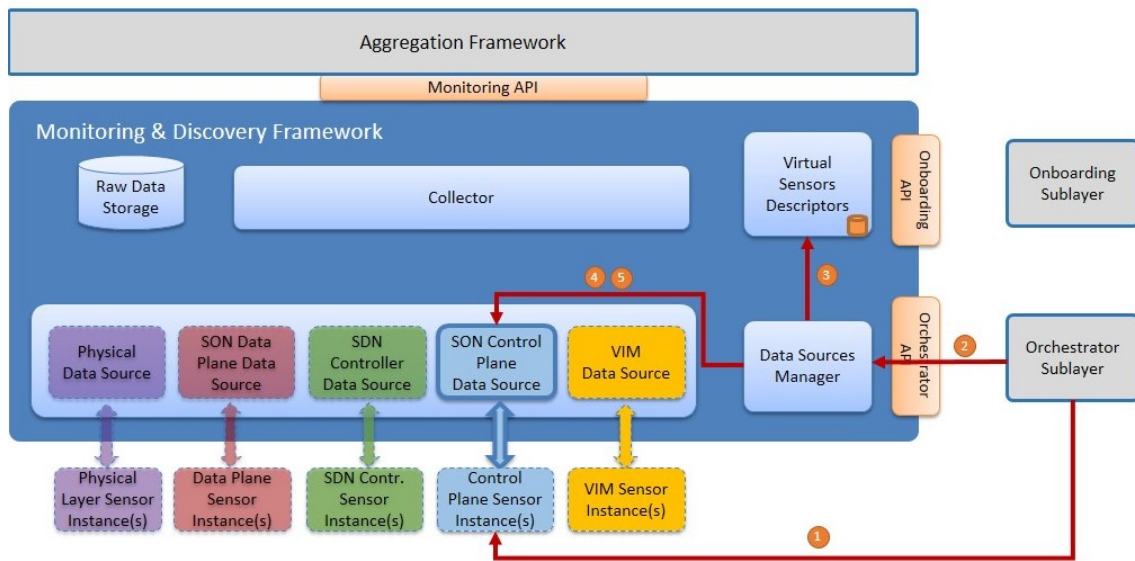 Aggregation Framework
Monitoring API
Monitoring & Discovery Framework
Raw Data
Storage
Collector
Virtual
Sensors
Descriptors
Onboarding
API
Onboarding
Sublayer
3
4 5
Physical
Data Source
SON Data
Plane Data
Source
SDN
Controller
Data Source
SON Control
Plane
Data Source
VIM
Data Source
Data Sources
Manager
Orchestrator
API
2
Orchestrator
Sublayer
Physical
Layer Sensor
Instance(s)
Data Plane
Sensor
Instance(s)
SDN Contr.
Sensor
Instance(s)
Control
Plane Sensor
Instance(s)
VIM Sensor
Instance(s)
1